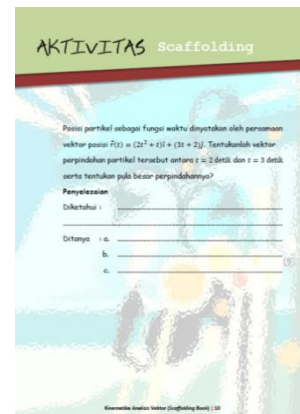 AKTIVITAS Scaffolding
Posisi partikel sebagai fungsi waktu dinyatakan oleh persamaan
vektor posisi r⃗(t) = (2t² + t)î + (3t + 2)ĵ. Tentukanlah vektor
perpindahan partikel tersebut antara t = 2 detik dan t = 3 detik
serta tentukan pula besar perpindahannya?
Penyelesaian
Diketahui :
Ditanya : a.
b.
c.
Kinematika Analisis Vektor (Scaffolding Book) | 10